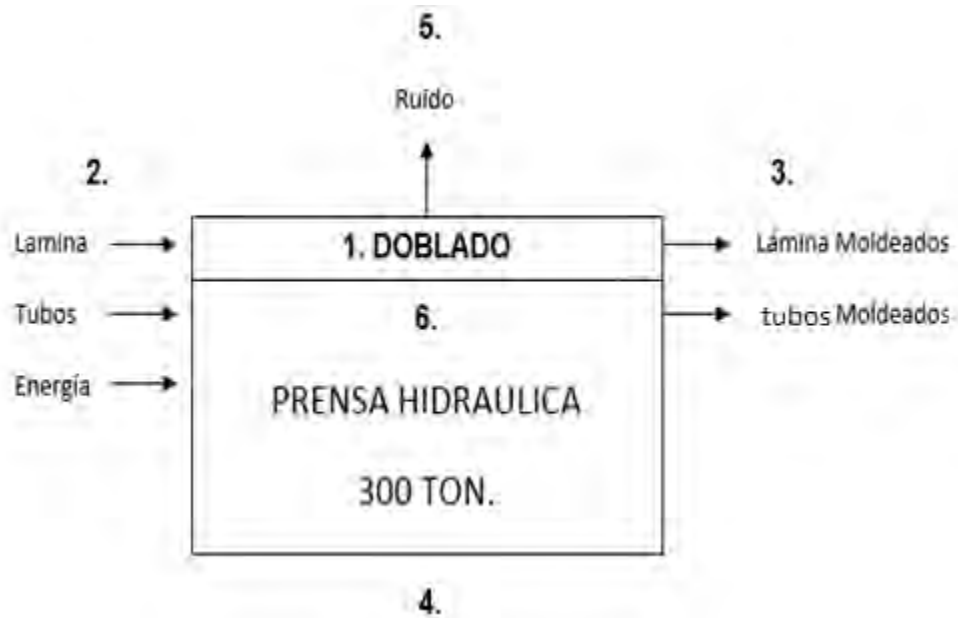 5.
Ruido
2.
3.
Lamina
1. DOBLADO
Lámina Moldeados
Tubos
6.
tubos Moldeados
Energía
PRENSA HIDRAULICA
300 TON.
4.